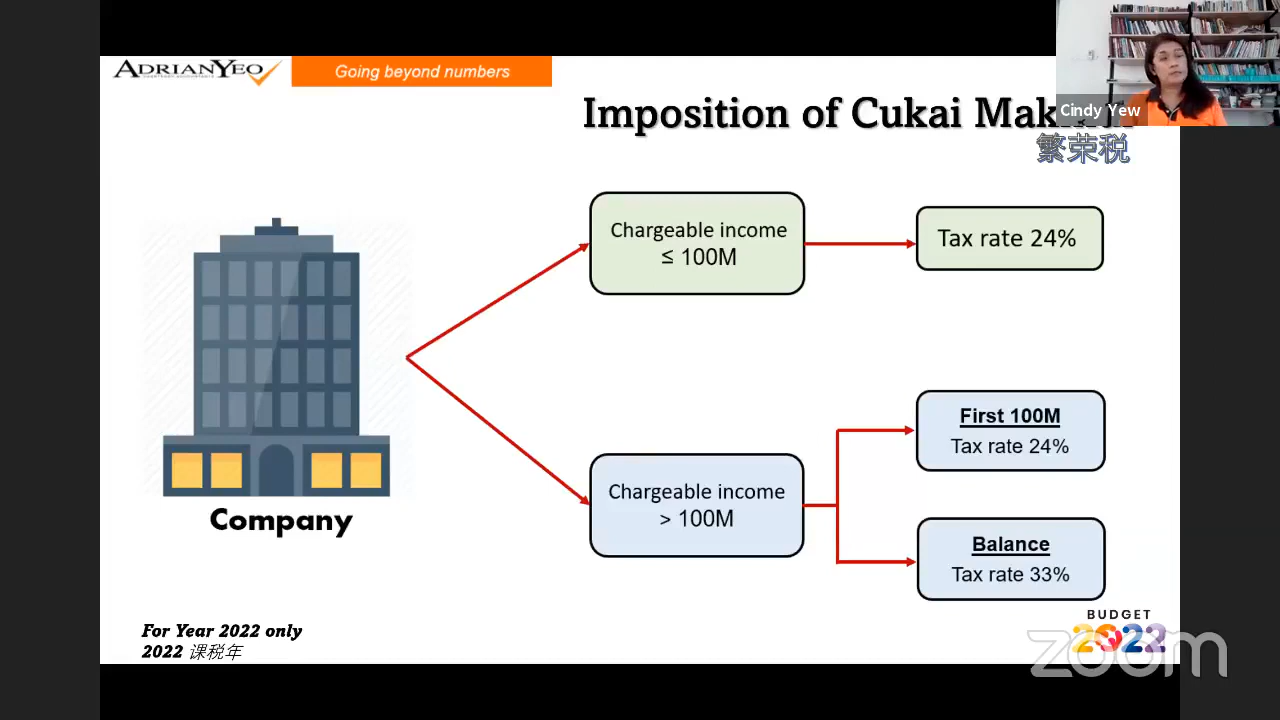 ADRIANYEO
Going beyond numbers
Cindy Yew
Imposition of Cukai
繁荣税
Chargeable income
≤ 100M
Tax rate 24%
Company
Chargeable income
> 100M
First 100M
Tax rate 24%
Balance
Tax rate 33%
For Year 2022 only
2022 课税年
BUDGET
2022
zoom